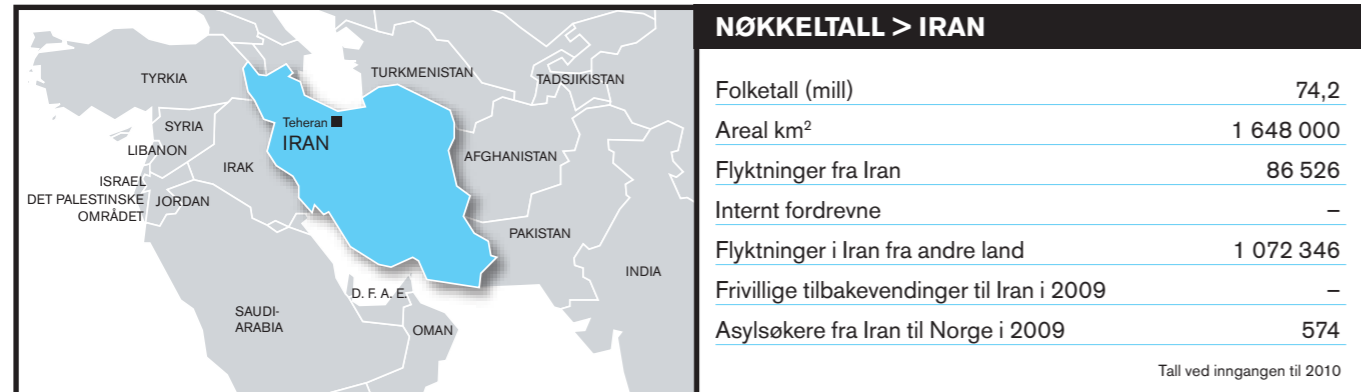 TYRKIA
TURKMENISTAN
TADSJIKISTAN
SYRIA
Teheran
LIBANON
IRAN
AFGHANISTAN
IRAK
ISRAEL
DET PALESTINSKE
OMRÅDET
JORDAN
PAKISTAN
INDIA
D. F. A. E.
SAUDI-
ARABIA
OMAN
NØKKELTALL > IRAN
Folketall (mill) 74,2
Areal km² 1 648 000
Flyktninger fra Iran 86 526
Internt fordrevne –
Flyktninger i Iran fra andre land 1 072 346
Frivillige tilbakevendinger til Iran i 2009 –
Asylsøkere fra Iran til Norge i 2009 574
Tall ved inngangen til 2010